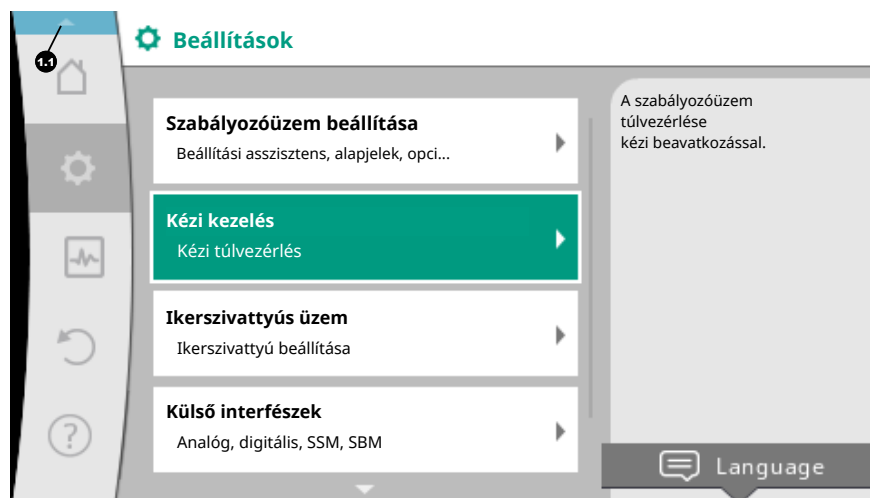 1.1
Beállítások
Szabályozóüzem beállítása
Beállítási asszisztens, alapjelek, opci...
Kézi kezelés
Kézi túlvezérlés
Ikerszivattyús üzem
Ikerszivattyú beállítása
Külső interfészek
Analóg, digitális, SSM, SBM
A szabályozóüzem
túlvezérlése
kézi beavatkozással.
?
Language